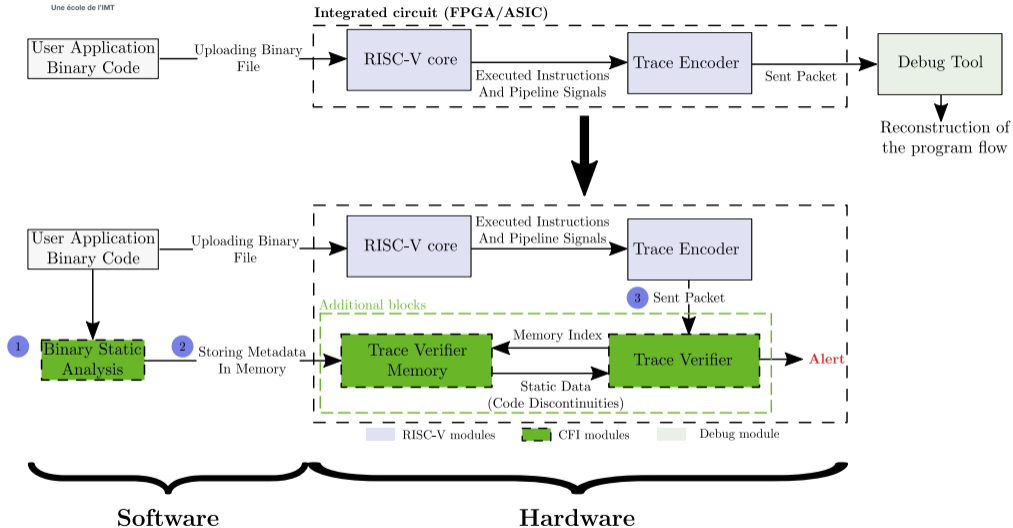 Une école de l'IMT
Integrated circuit (FPGA/ASIC)
User Application
Binary Code
Uploading Binary
File
RISC-V core
Executed Instructions
And Pipeline Signals
Trace Encoder
Sent Packet
Debug Tool
Reconstruction of
the program flow
User Application
Binary Code
Uploading Binary
File
RISC-V core
Executed Instructions
And Pipeline Signals
Trace Encoder
3 Sent Packet
Additional blocks
1
Binary Static
Analysis
2
Storing Metadata
In Memory
Trace Verifier
Memory
Memory Index
Static Data
(Code Discontinuities)
Trace Verifier
Alert
RISC-V modules
CFI modules
Debug module
Software
Hardware